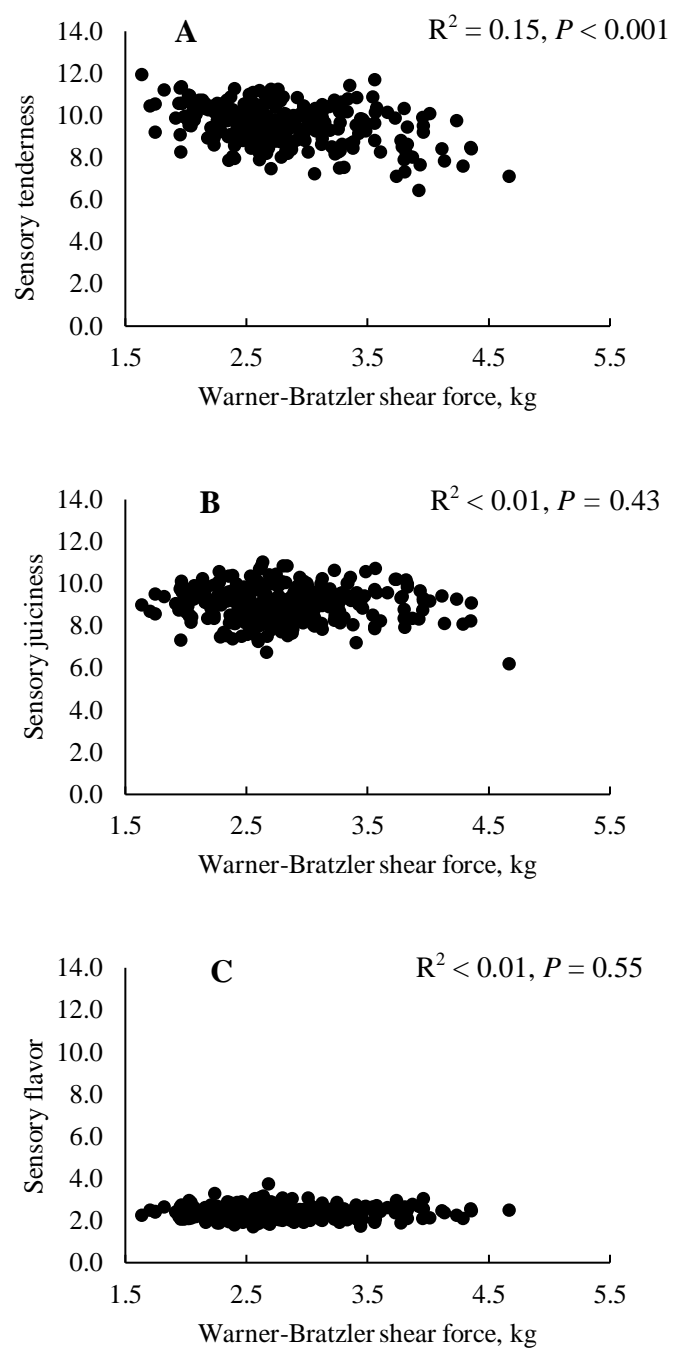 A
R² = 0.15, P < 0.001
14.0
12.0
10.0
8.0
6.0
4.0
2.0
0.0
Sensory tenderness
1.5 2.5 3.5 4.5 5.5
Warner-Bratzler shear force, kg
B
R² < 0.01, P = 0.43
14.0
12.0
10.0
8.0
6.0
4.0
2.0
0.0
Sensory juiciness
1.5 2.5 3.5 4.5 5.5
Warner-Bratzler shear force, kg
C
R² < 0.01, P = 0.55
14.0
12.0
10.0
8.0
6.0
4.0
2.0
0.0
Sensory flavor
1.5 2.5 3.5 4.5 5.5
Warner-Bratzler shear force, kg